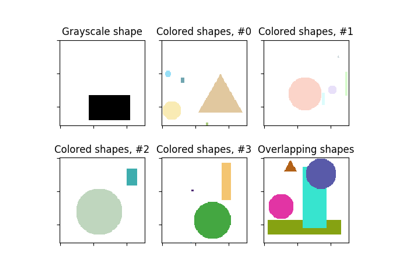 Grayscale shape
Colored shapes, #0
Colored shapes, #1
Colored shapes, #2
Colored shapes, #3
Overlapping shapes